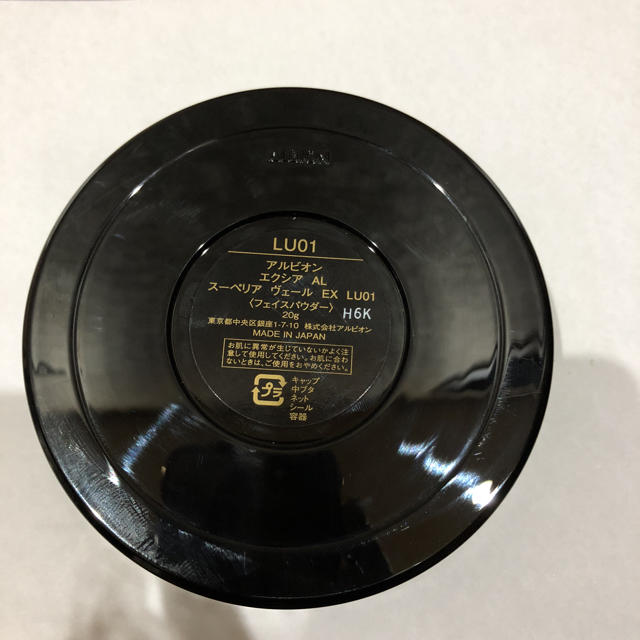 LU01
アルビオン
エクシア AL
スーペリア ヴェール EX LU01
〈フェイスパウダー〉
20g
H6K
東京都中央区銀座1-7-10 株式会社アルビオン
MADE IN JAPAN
お肌に異常が生じていないかよく注
意して使用してください。お肌に合わ
ないときは、ご使用をおやめください。
プラ
キャップ
中ブタ
ネット
シール
容器